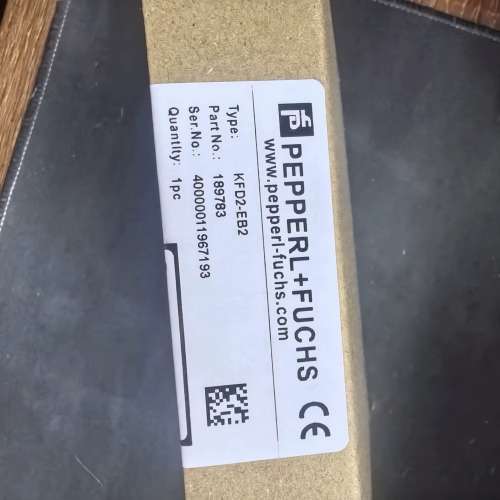 PEPPERL+FUCHS CE
www.pepperl-fuchs.com
Type: KFD2-EB2
Part No.: 189783
Ser.No.: 40000011967193
Quantity: 1pc